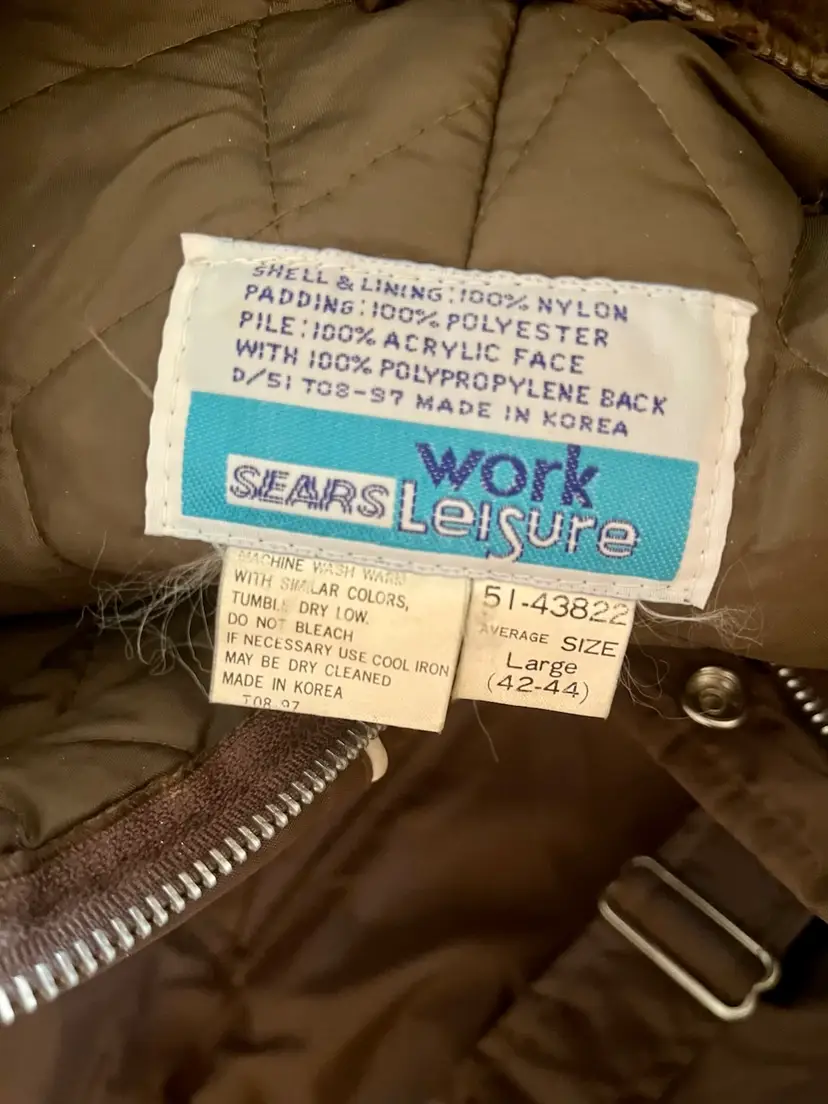 SHELL & LINING:100% NYLON
PADDING:100% POLYESTER
PILE:100% ACRYLIC FACE
WITH 100% POLYPROPYLENE BACK
D/51 T08-97 MADE IN KOREA
SEARS work Leisure
MACHINE WASH WARM
WITH SIMILAR COLORS,
TUMBLE DRY LOW.
DO NOT BLEACH
IF NECESSARY USE COOL IRON
MAY BE DRY CLEANED
MADE IN KOREA
T08-97
51-43822
AVERAGE SIZE
Large
(42-44)